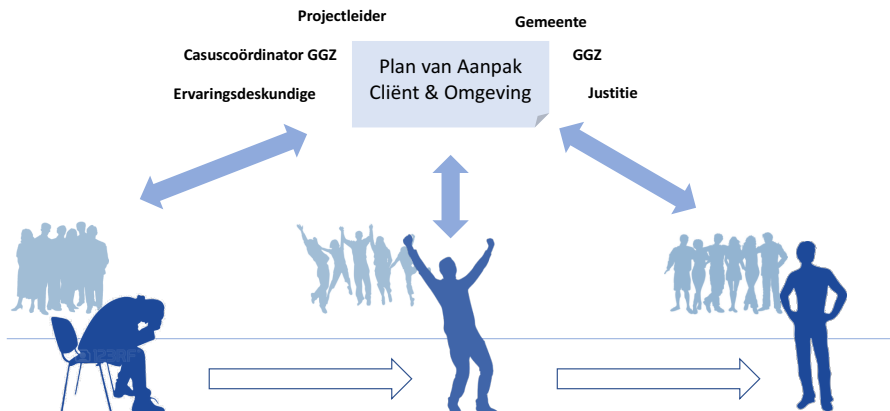 Projectleider
Gemeente
Casuscoördinator GGZ
Plan van Aanpak
Cliënt & Omgeving
GGZ
Ervaringsdeskundige
Justitie